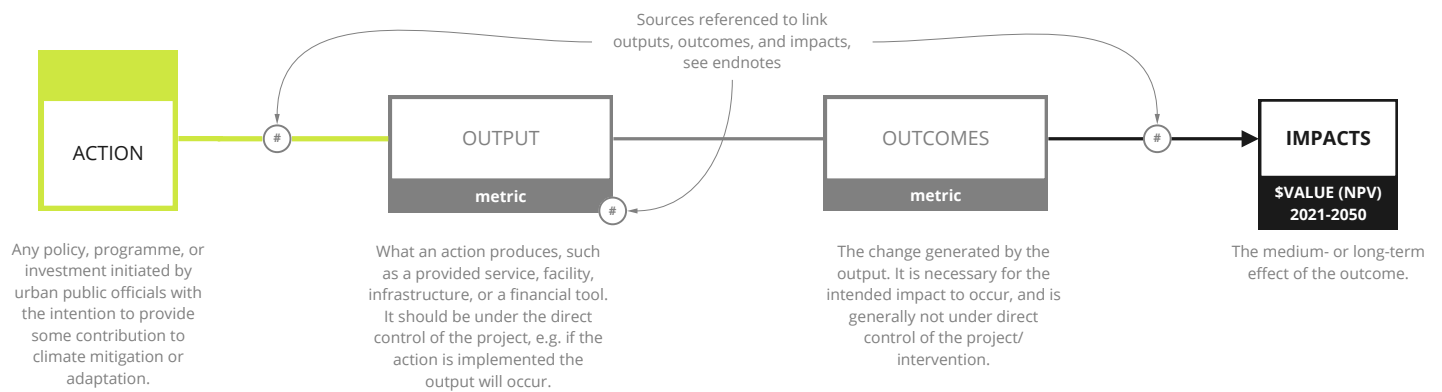 Sources referenced to link
outputs, outcomes, and impacts,
see endnotes
ACTION
#
OUTPUT
metric
#
OUTCOMES
metric
#
IMPACTS
$VALUE (NPV)
2021-2050
Any policy, programme, or
investment initiated by
urban public officials with
the intention to provide
some contribution to
climate mitigation or
adaptation.
What an action produces, such
as a provided service, facility,
infrastructure, or a financial tool.
It should be under the direct
control of the project, e.g. if the
action is implemented the
output will occur.
The change generated by the
output. It is necessary for the
intended impact to occur, and is
generally not under direct
control of the project/
intervention.
The medium- or long-term
effect of the outcome.